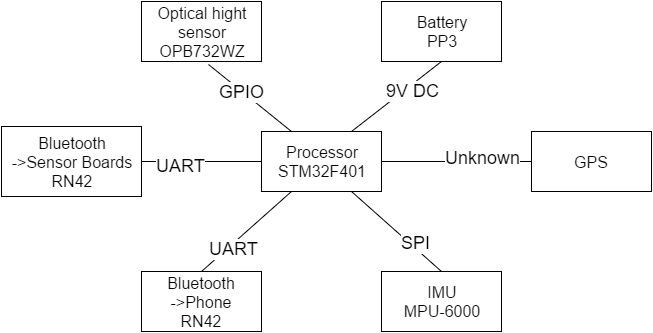 Optical hight
sensor
OPB732WZ
Battery
PP3
GPIO
9V DC
Bluetooth
->Sensor Boards
RN42
UART
Processor
STM32F401
Unknown
GPS
UART
SPI
Bluetooth
->Phone
RN42
IMU
MPU-6000